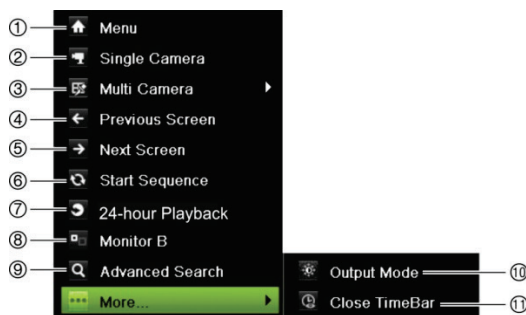 ① Menu
② Single Camera
③ Multi Camera
④ Previous Screen
⑤ Next Screen
⑥ Start Sequence
⑦ 24-hour Playback
⑧ Monitor B
⑨ Advanced Search
More...
Output Mode ⑩
Close TimeBar ⑪